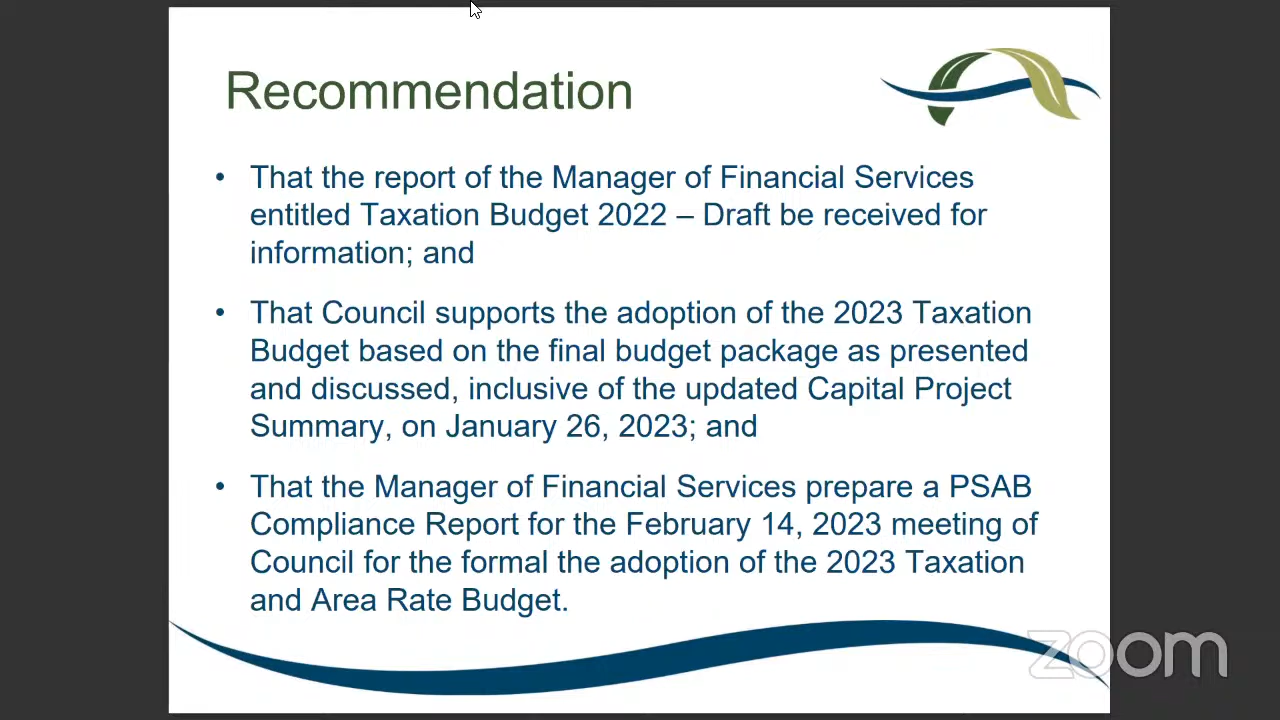 Recommendation
• That the report of the Manager of Financial Services
entitled Taxation Budget 2022 – Draft be received for
information; and
• That Council supports the adoption of the 2023 Taxation
Budget based on the final budget package as presented
and discussed, inclusive of the updated Capital Project
Summary, on January 26, 2023; and
• That the Manager of Financial Services prepare a PSAB
Compliance Report for the February 14, 2023 meeting of
Council for the formal the adoption of the 2023 Taxation
and Area Rate Budget.
zoom